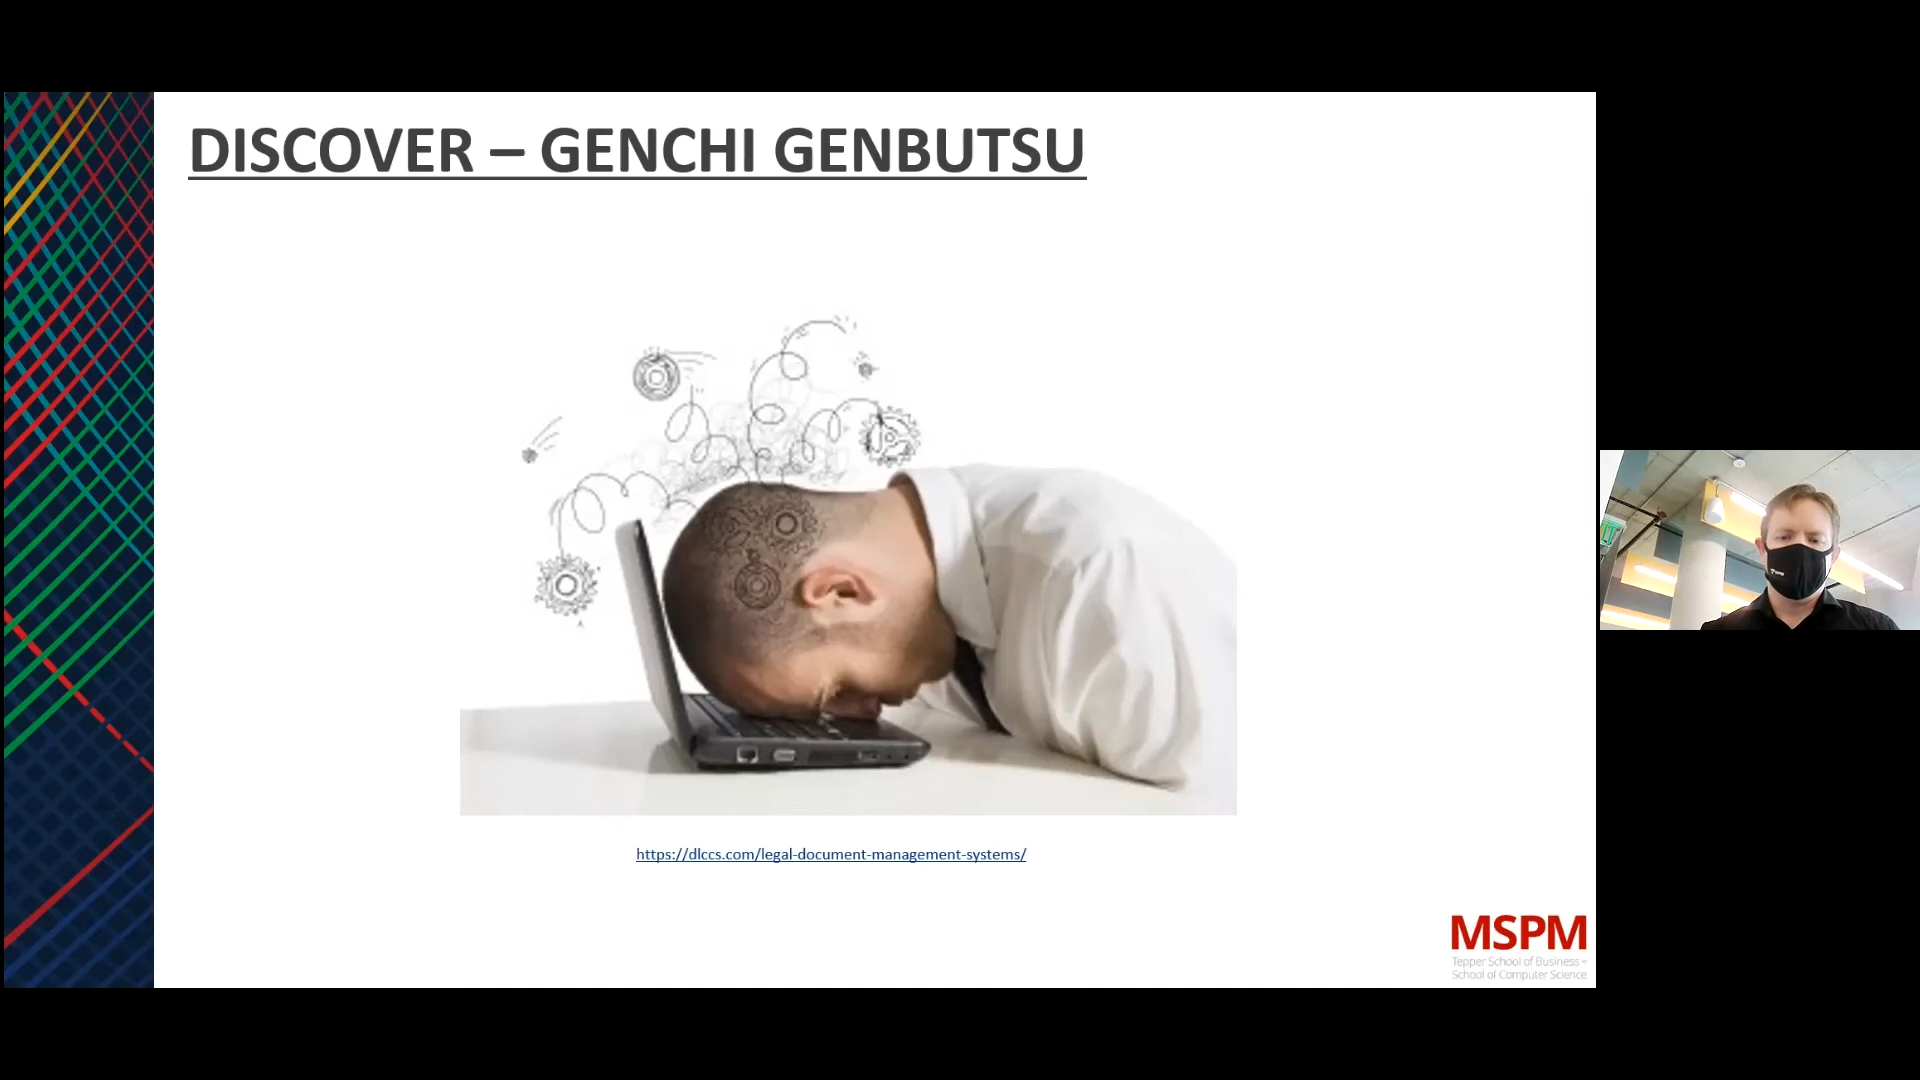 DISCOVER – GENCHI GENBUTSU
https://dlccs.com/legal-document-management-systems/
MSPM
Tepper School of Business +
School of Computer Science